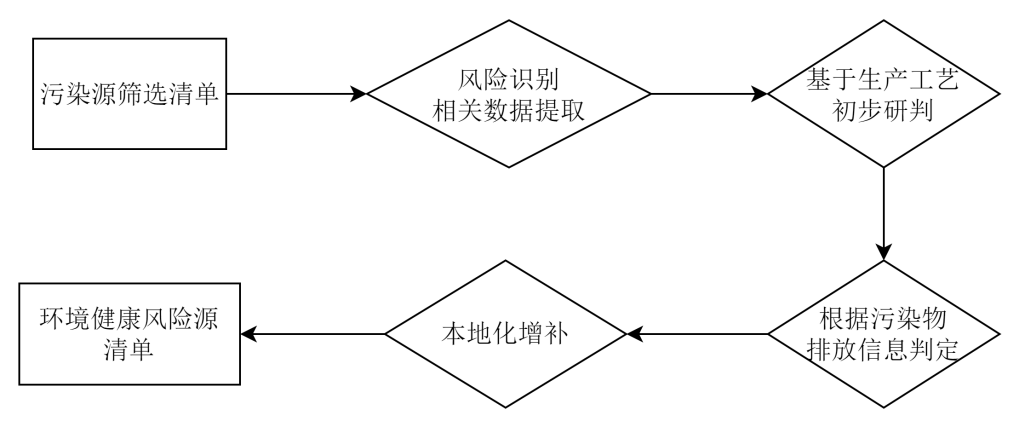 污染源筛选清单
风险识别
相关数据提取
基于生产工艺
初步研判
根据污染物
排放信息判定
本地化增补
环境健康风险源
清单